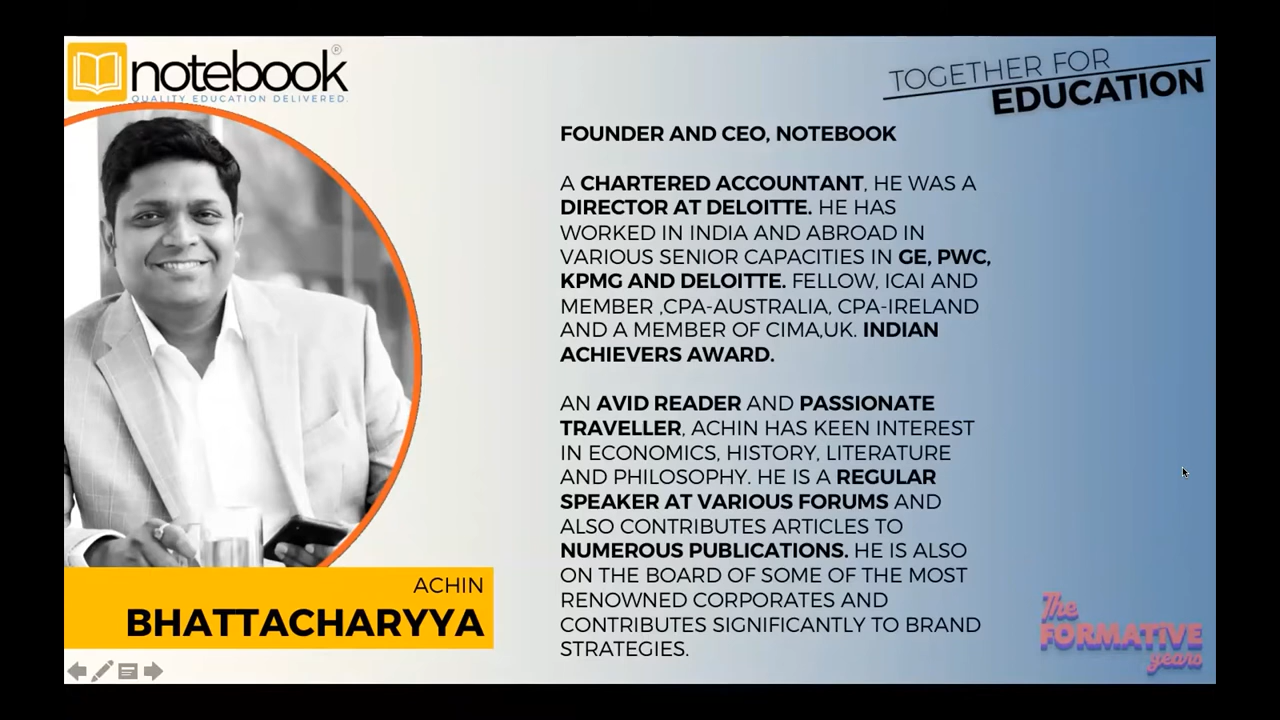 notebook
QUALITY EDUCATION DELIVERED.
TOGETHER FOR
EDUCATION
FOUNDER AND CEO, NOTEBOOK
A CHARTERED ACCOUNTANT, HE WAS A
DIRECTOR AT DELOITTE. HE HAS
WORKED IN INDIA AND ABROAD IN
VARIOUS SENIOR CAPACITIES IN GE, PWC,
KPMG AND DELOITTE. FELLOW, ICAI AND
MEMBER ,CPA-AUSTRALIA, CPA-IRELAND
AND A MEMBER OF CIMA,UK. INDIAN
ACHIEVERS AWARD.
AN AVID READER AND PASSIONATE
TRAVELLER, ACHIN HAS KEEN INTEREST
IN ECONOMICS, HISTORY, LITERATURE
AND PHILOSOPHY. HE IS A REGULAR
SPEAKER AT VARIOUS FORUMS AND
ALSO CONTRIBUTES ARTICLES TO
NUMEROUS PUBLICATIONS. HE IS ALSO
ON THE BOARD OF SOME OF THE MOST
RENOWNED CORPORATES AND
CONTRIBUTES SIGNIFICANTLY TO BRAND
STRATEGIES.
ACHIN
BHATTACHARYYA
The
FORMATIVE
years